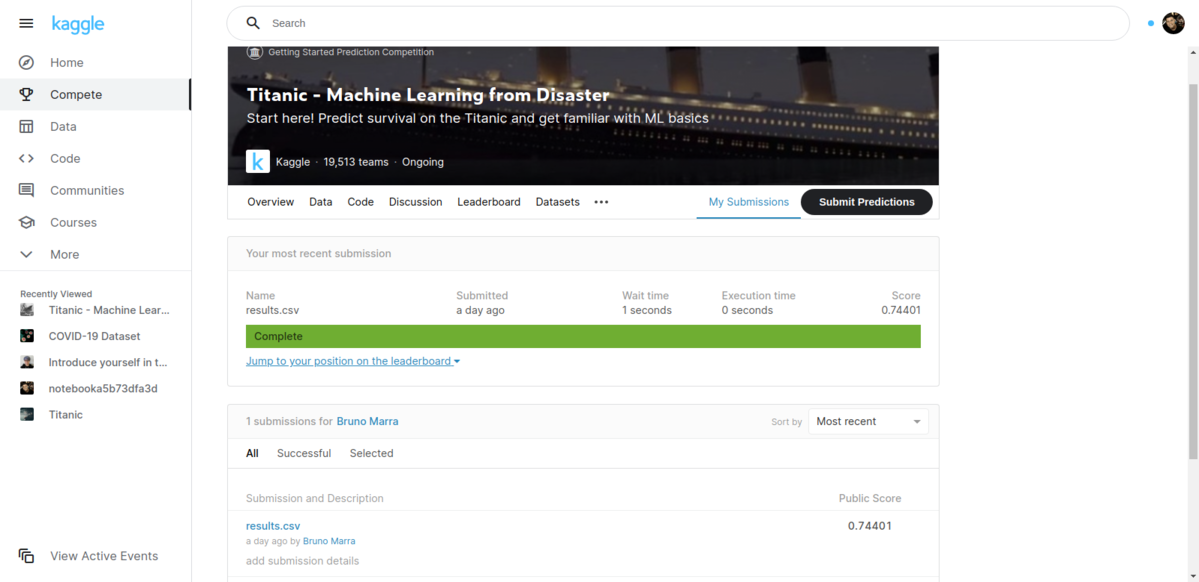 kaggle
Search
Home
Compete
Data
Code
Communities
Courses
More
Recently Viewed
Titanic - Machine Lear...
COVID-19 Dataset
Introduce yourself in t...
notebooka5b73dfa3d
Titanic
View Active Events
Getting Started Prediction Competition
Titanic - Machine Learning from Disaster
Start here! Predict survival on the Titanic and get familiar with ML basics
k Kaggle · 19,513 teams · Ongoing
Overview Data Code Discussion Leaderboard Datasets ••• My Submissions Submit Predictions
Your most recent submission
Name Submitted Wait time Execution time Score
results.csv a day ago 1 seconds 0 seconds 0.74401
Complete
Jump to your position on the leaderboard
1 submissions for Bruno Marra Sort by Most recent
All Successful Selected
Submission and Description Public Score
results.csv 0.74401
a day ago by Bruno Marra
add submission details